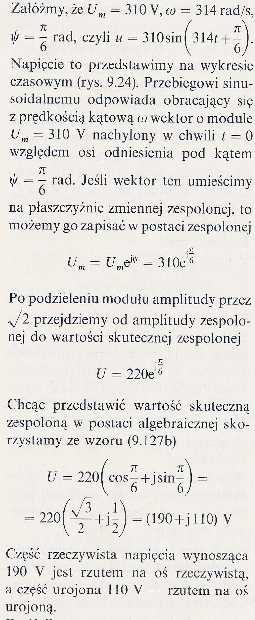 Załóżmy, że Uₘ = 310 V, ω = 314 rad/s,
ψ = π/6 rad, czyli u = 310sin(314t + π/6).
Napięcie to przedstawimy na wykresie
czasowym (rys. 9.24). Przebiegowi sinu-
soidalnemu odpowiada obracający się
z prędkością kątową ω wektor o module
Uₘ = 310 V nachylony w chwili t = 0
względem osi odniesienia pod kątem
ψ = π/6 rad. Jeśli wektor ten umieścimy
na płaszczyźnie zmiennej zespolonej, to
możemy go zapisać w postaci zespolonej
Uₘ = Uₘe^(jψ) = 310e^(jπ/6)
Po podzieleniu modułu amplitudy przez
√2 przejdziemy od amplitudy zespolo-
nej do wartości skutecznej zespolonej
U = 220e^(jπ/6)
Chcąc przedstawić wartość skuteczną
zespoloną w postaci algebraicznej sko-
rzystamy ze wzoru (9.127b)
U = 220(cos π/6 + jsin π/6) =
= 220(√3/2 + j 1/2) = (190 + j110) V
Część rzeczywista napięcia wynosząca
190 V jest rzutem na oś rzeczywistą,
a część urojona 110 V rzutem na oś
urojoną.